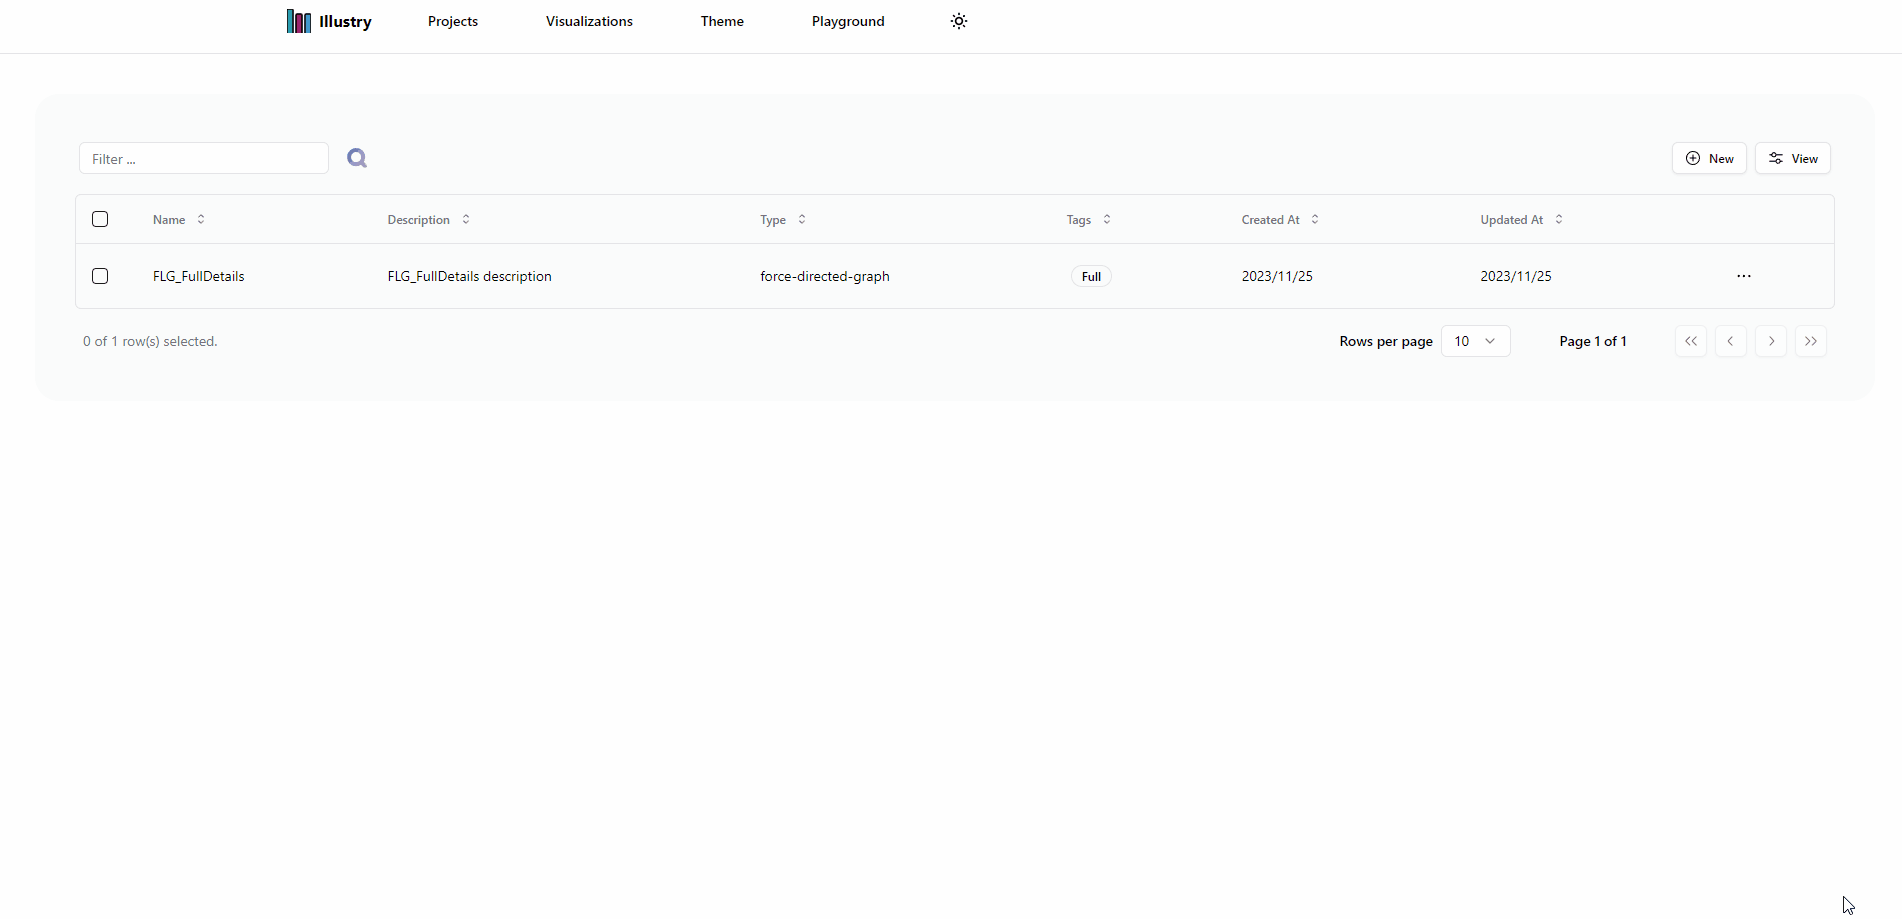 Illustry Projects Visualizations Theme Playground
Filter ... New View
Name Description Type Tags Created At Updated At
FLG_FullDetails FLG_FullDetails description force-directed-graph Full 2023/11/25 2023/11/25 ...
0 of 1 row(s) selected. Rows per page 10 Page 1 of 1